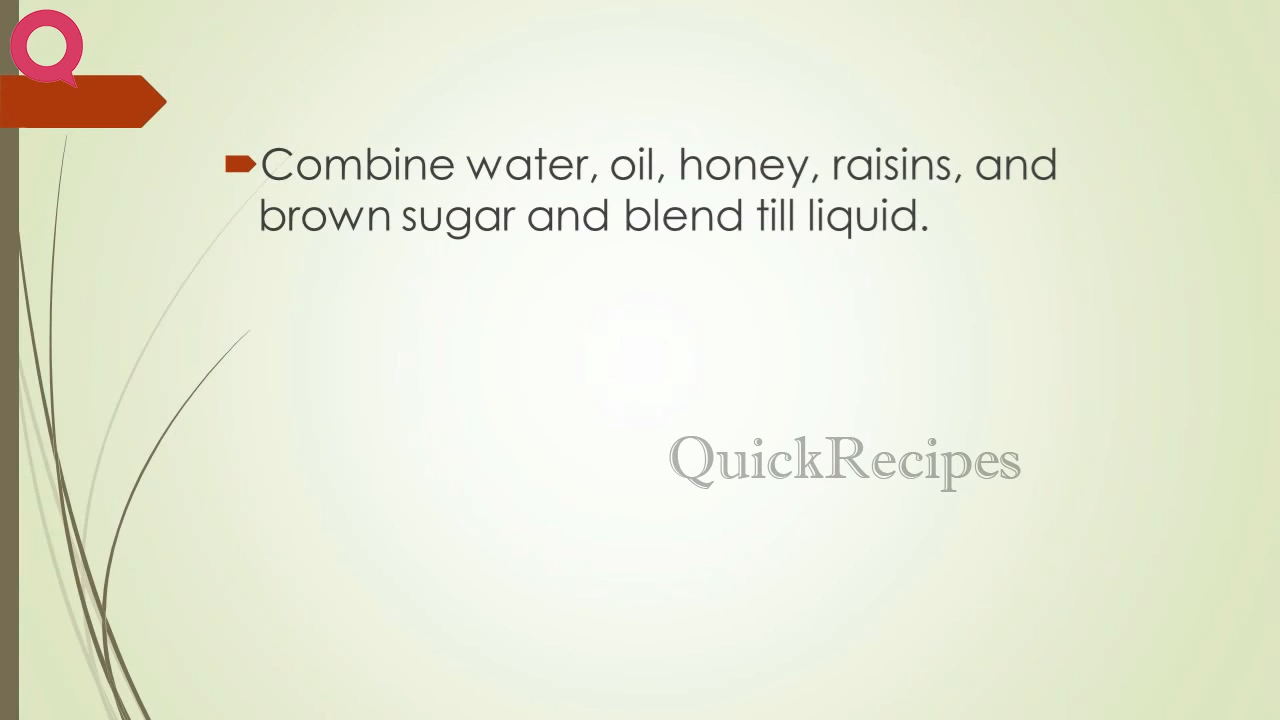 Combine water, oil, honey, raisins, and
brown sugar and blend till liquid.
QuickRecipes